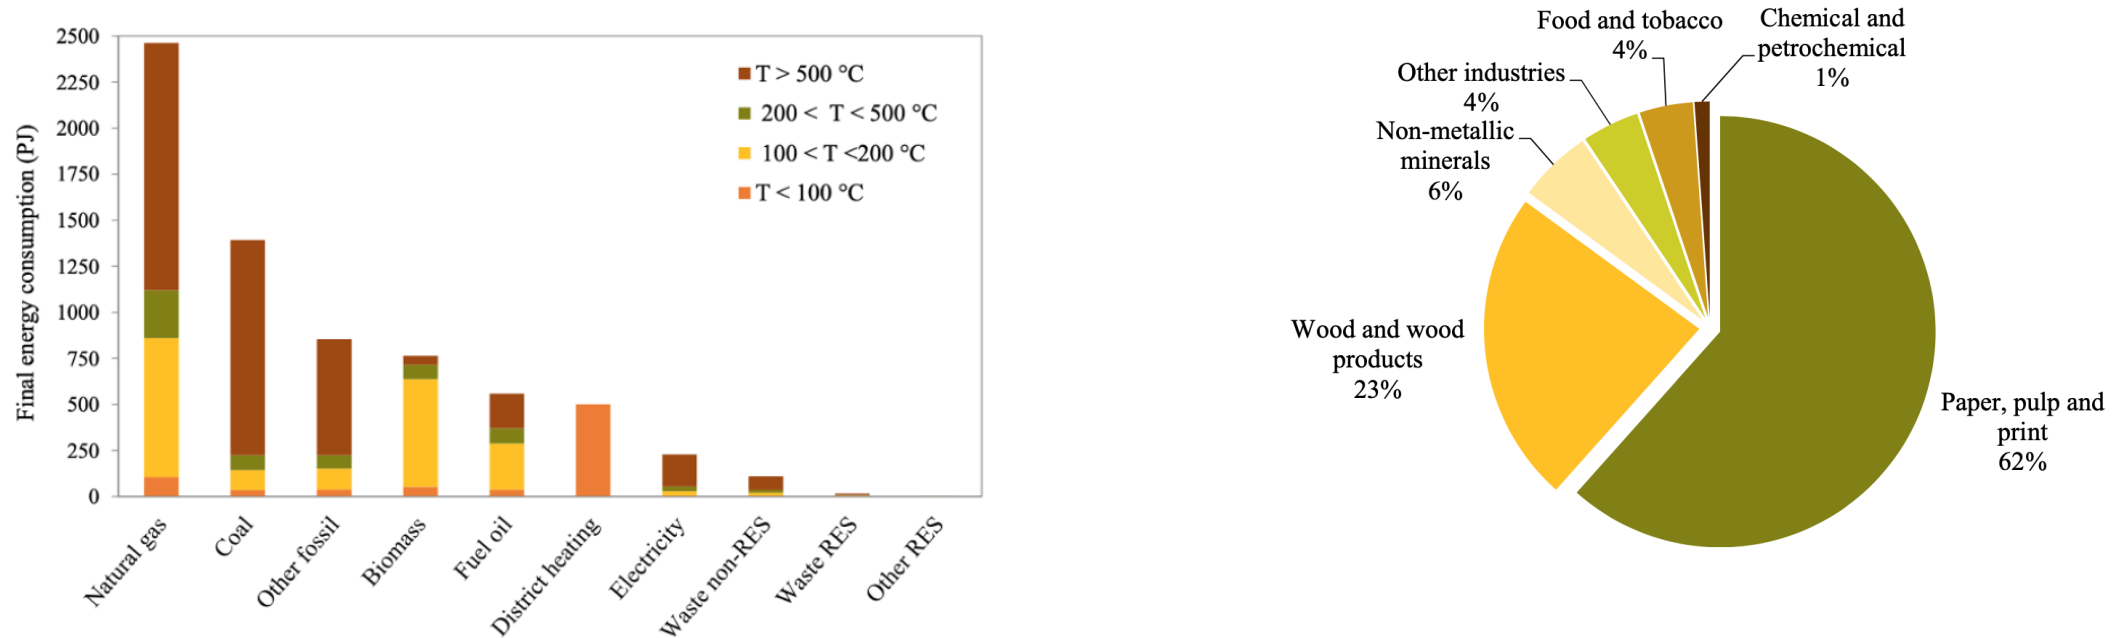 Final energy consumption (PJ)
2500
2250
2000
1750
1500
1250
1000
750
500
250
0
T > 500 °C
200 < T < 500 °C
100 < T <200 °C
T < 100 °C
Natural gas
Coal
Other fossil
Biomass
Fuel oil
District heating
Electricity
Waste non-RES
Waste RES
Other RES
Food and tobacco
4%
Chemical and
petrochemical
1%
Other industries
4%
Non-metallic
minerals
6%
Wood and wood
products
23%
Paper, pulp and
print
62%